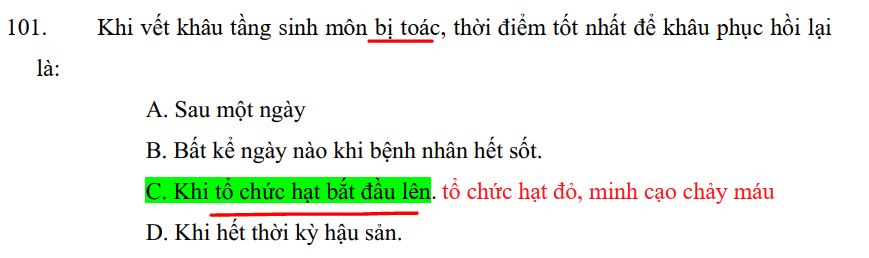 101. Khi vết khâu tầng sinh môn bị toác, thời điểm tốt nhất để khâu phục hồi lại
là:
A. Sau một ngày
B. Bất kể ngày nào khi bệnh nhân hết sốt.
C. Khi tổ chức hạt bắt đầu lên. tổ chức hạt đỏ, minh cạo chảy máu
D. Khi hết thời kỳ hậu sản.